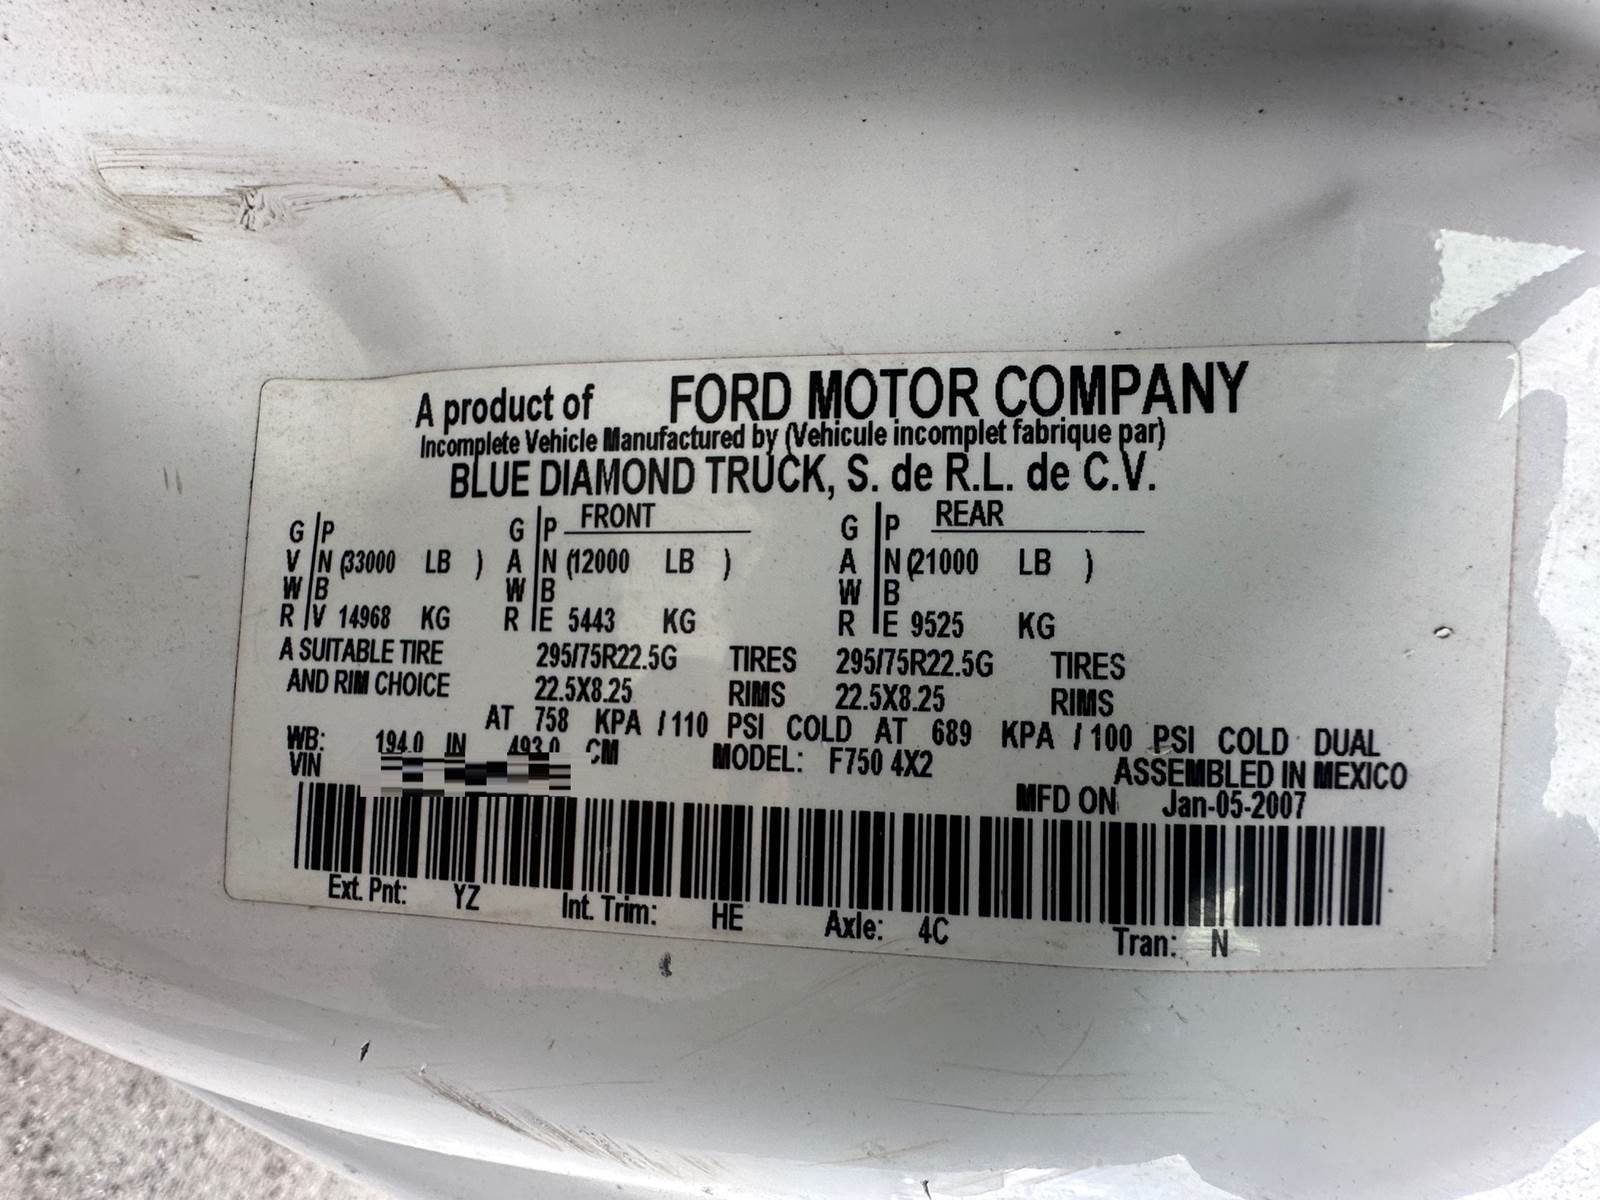 A product of FORD MOTOR COMPANY
Incomplete Vehicle Manufactured by (Vehicule incomplet fabrique par)
BLUE DIAMOND TRUCK, S. de R.L. de C.V.
G P G P FRONT G P REAR
V N (33000 LB ) A N (12000 LB ) A N (21000 LB )
W B W B W B
R V 14968 KG R E 5443 KG R E 9525 KG
A SUITABLE TIRE 295/75R22.5G TIRES 295/75R22.5G TIRES
AND RIM CHOICE 22.5X8.25 RIMS 22.5X8.25 RIMS
AT 758 KPA / 110 PSI COLD AT 689 KPA / 100 PSI COLD DUAL
WB: 194.0 IN 493.0 CM MODEL: F750 4X2 ASSEMBLED IN MEXICO
VIN MFD ON Jan-05-2007
Ext. Pnt: YZ Int. Trim: HE Axle: 4C Tran: N